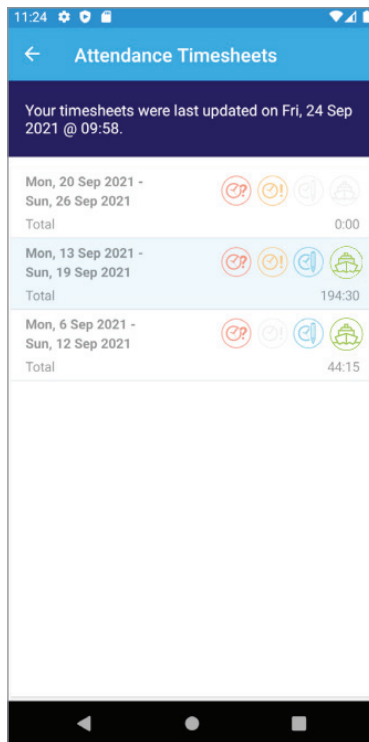 11:24
Attendance Timesheets
Your timesheets were last updated on Fri, 24 Sep
2021 @ 09:58.
Mon, 20 Sep 2021 -
Sun, 26 Sep 2021
Total 0:00
Mon, 13 Sep 2021 -
Sun, 19 Sep 2021
Total 194:30
Mon, 6 Sep 2021 -
Sun, 12 Sep 2021
Total 44:15